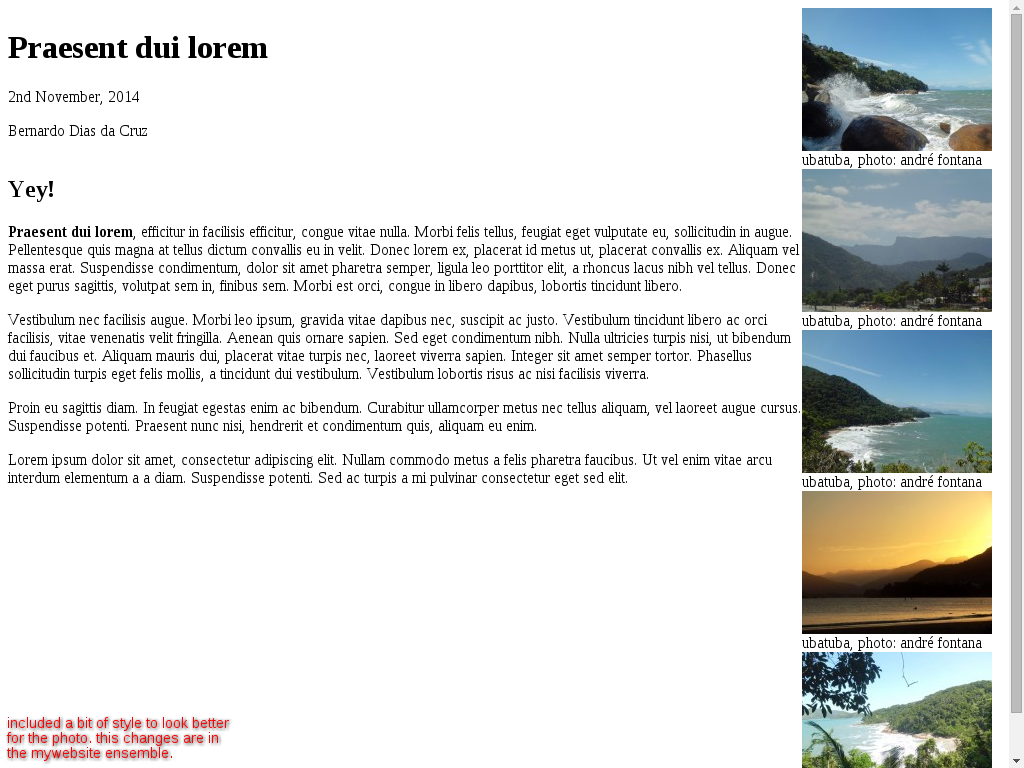 Praesent dui lorem
2nd November, 2014
Bernardo Dias da Cruz
Yey!
Praesent dui lorem, efficitur in facilisis efficitur, congue vitae nulla. Morbi felis tellus, feugiat eget vulputate eu, sollicitudin in augue.
Pellentesque quis magna at tellus dictum convallis eu in velit. Donec lorem ex, placerat id metus ut, placerat convallis ex. Aliquam vel
massa erat. Suspendisse condimentum, dolor sit amet pharetra semper, ligula leo porttitor elit, a rhoncus lacus nibh vel tellus. Donec
eget purus sagittis, volutpat sem in, finibus sem. Morbi est orci, congue in libero dapibus, lobortis tincidunt libero.
Vestibulum nec facilisis augue. Morbi leo ipsum, gravida vitae dapibus nec, suscipit ac justo. Vestibulum tincidunt libero ac orci
facilisis, vitae venenatis velit fringilla. Aenean quis ornare sapien. Sed eget condimentum nibh. Nulla ultricies turpis nisi, ut bibendum
dui faucibus et. Aliquam mauris dui, placerat vitae turpis nec, laoreet viverra sapien. Integer sit amet semper tortor. Phasellus
sollicitudin turpis eget felis mollis, a tincidunt dui vestibulum. Vestibulum lobortis risus ac nisi facilisis viverra.
Proin eu sagittis diam. In feugiat egestas enim ac bibendum. Curabitur ullamcorper metus nec tellus aliquam, vel laoreet augue cursus.
Suspendisse potenti. Praesent nunc nisi, hendrerit et condimentum quis, aliquam eu enim.
Lorem ipsum dolor sit amet, consectetur adipiscing elit. Nullam commodo metus a felis pharetra faucibus. Ut vel enim vitae arcu
interdum elementum a a diam. Suspendisse potenti. Sed ac turpis a mi pulvinar consectetur eget sed elit.
included a bit of style to look better
for the photo. this changes are in
the mywebsite ensemble.
ubatuba, photo: andré fontana
ubatuba, photo: andré fontana
ubatuba, photo: andré fontana
ubatuba, photo: andré fontana